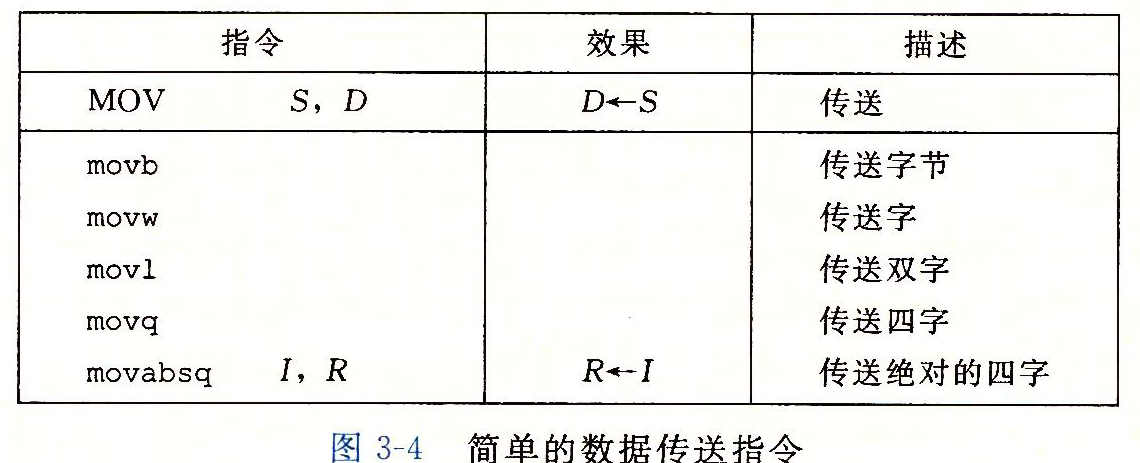 指令 效果 描述
MOV S, D D←S 传送
movb 传送字节
movw 传送字
movl 传送双字
movq 传送四字
movabsq I, R R←I 传送绝对的四字
图 3-4 简单的数据传送指令